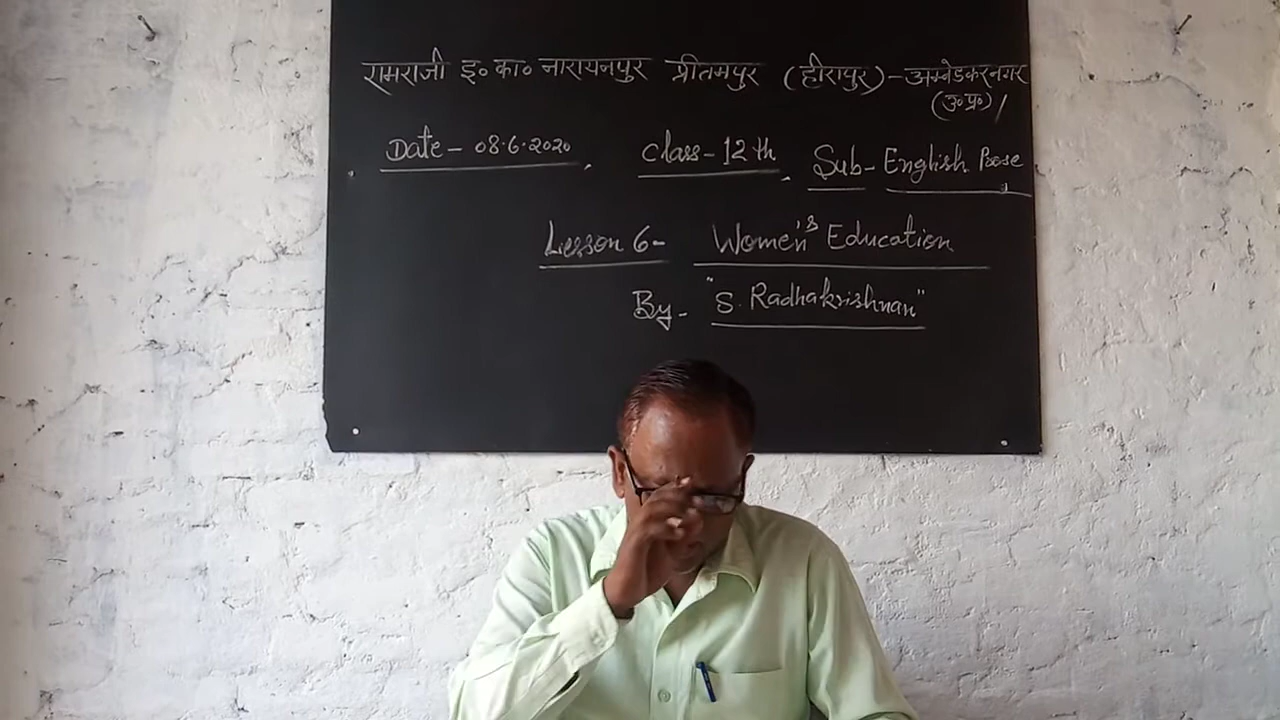 रामराजी इ० का० नारायनपुर प्रीतमपुर (हीरापुर)-अम्बेडकरनगर
(उ० प्र०) /
Date - 08.6.2020, Class - 12 th, Sub - English Prose
Lesson 6 - Women's Education
By - "S. Radhakrishnan"